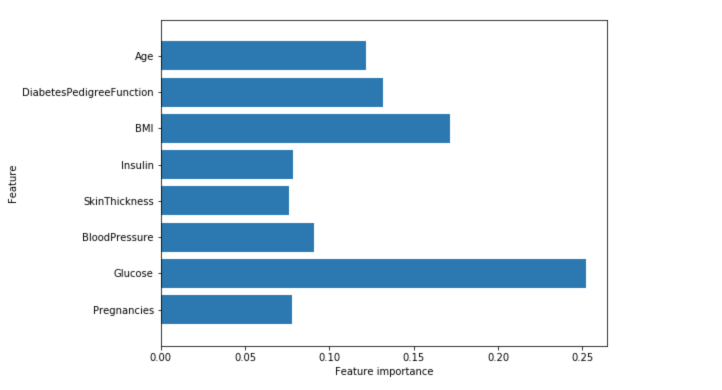 Age
DiabetesPedigreeFunction
BMI
Insulin
SkinThickness
BloodPressure
Glucose
Pregnancies
Feature
0.00 0.05 0.10 0.15 0.20 0.25
Feature importance